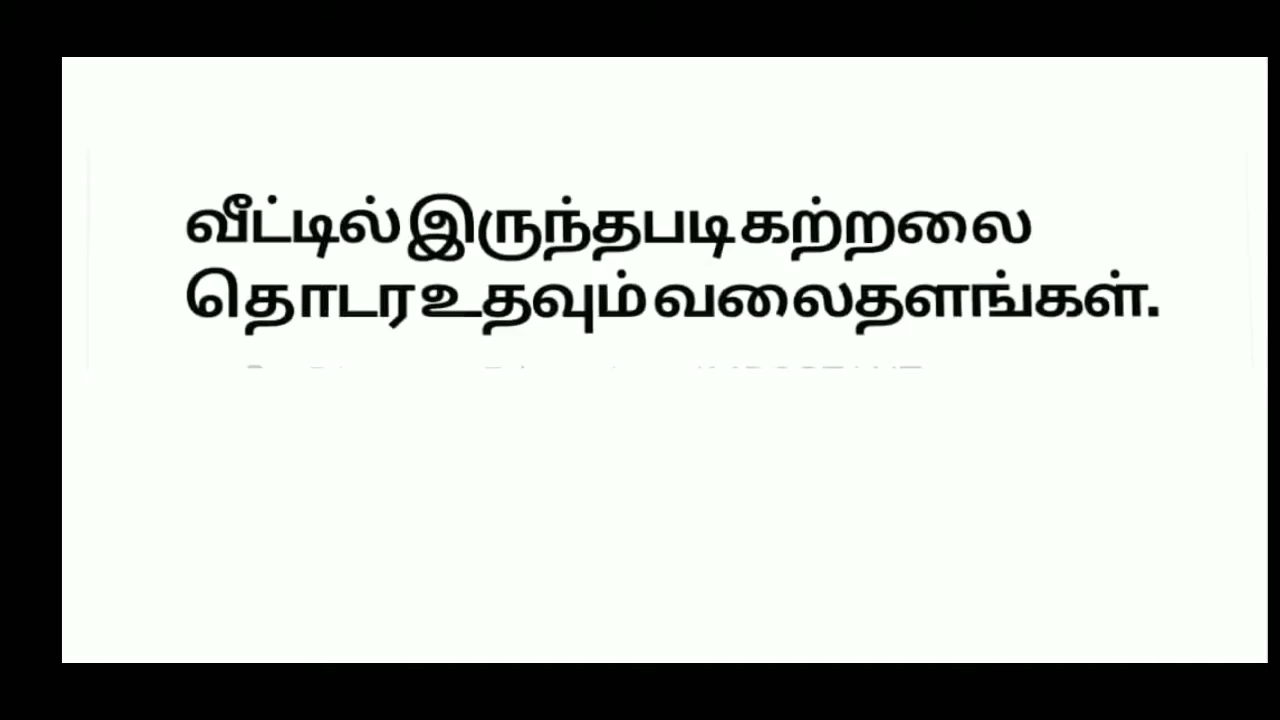 வீட்டில் இருந்தபடி கற்றலை
தொடர உதவும் வலைதளங்கள்.